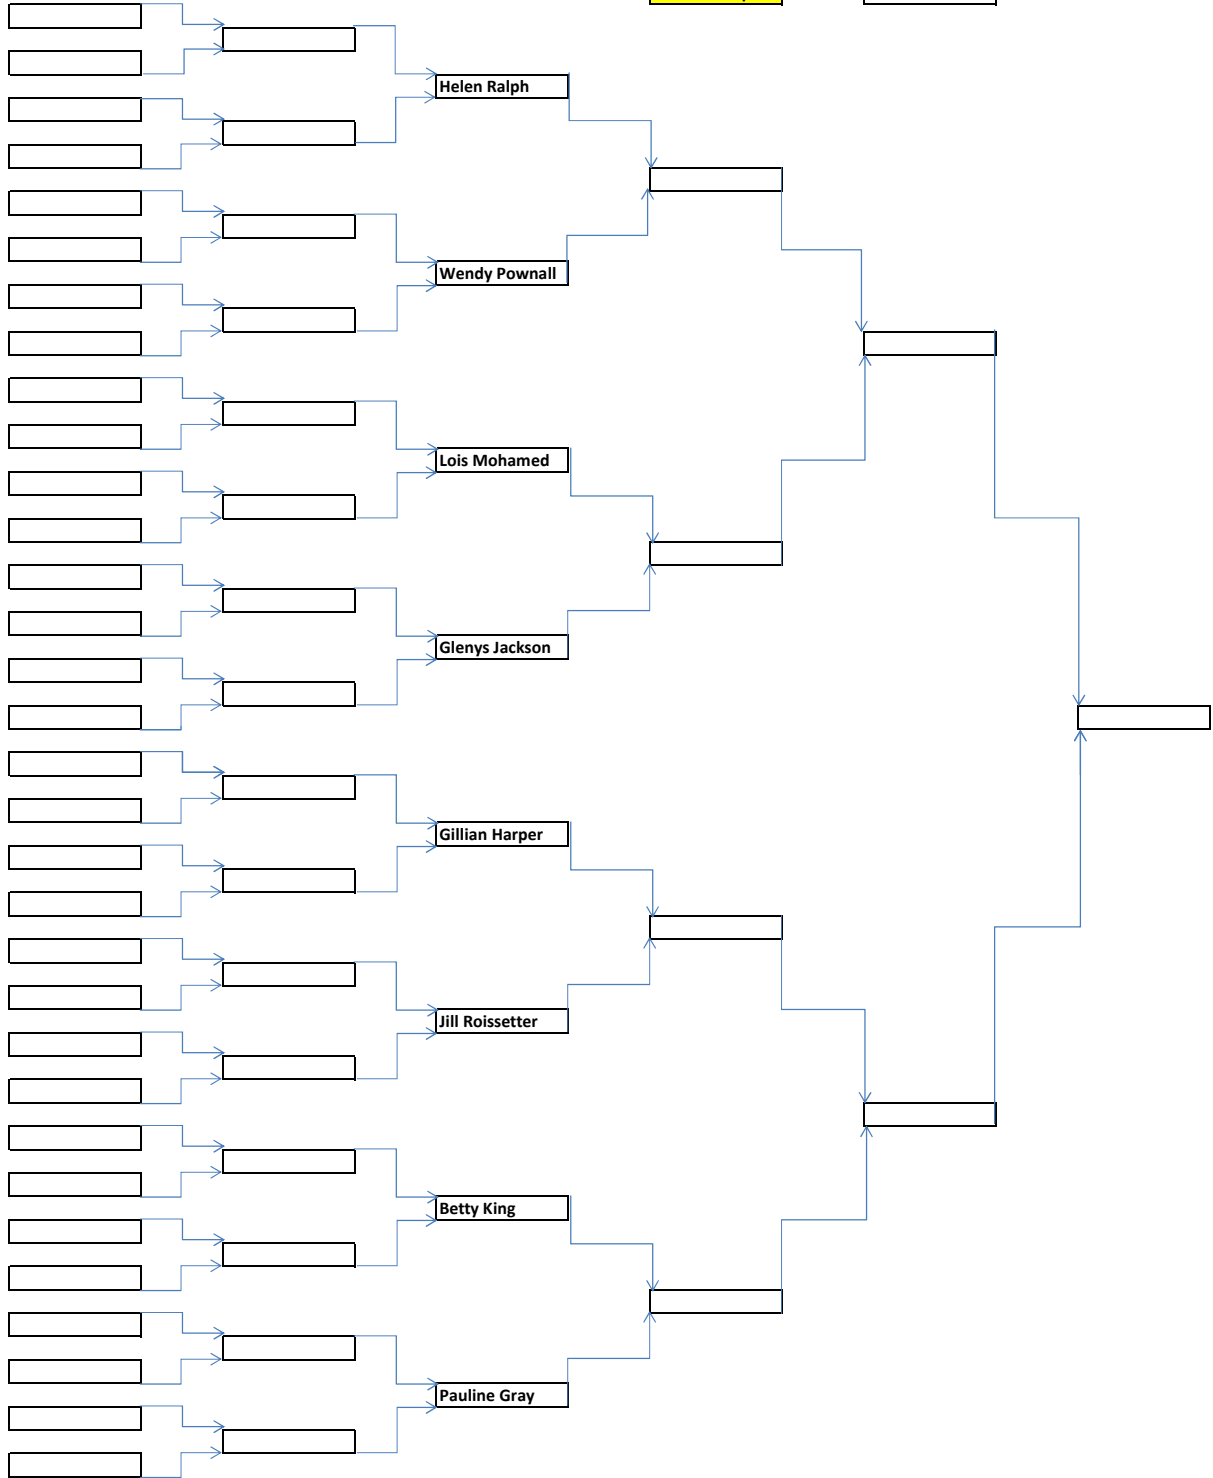 Helen Ralph
Wendy Pownall
Lois Mohamed
Glenys Jackson
Gillian Harper
Jill Roissetter
Betty King
Pauline Gray